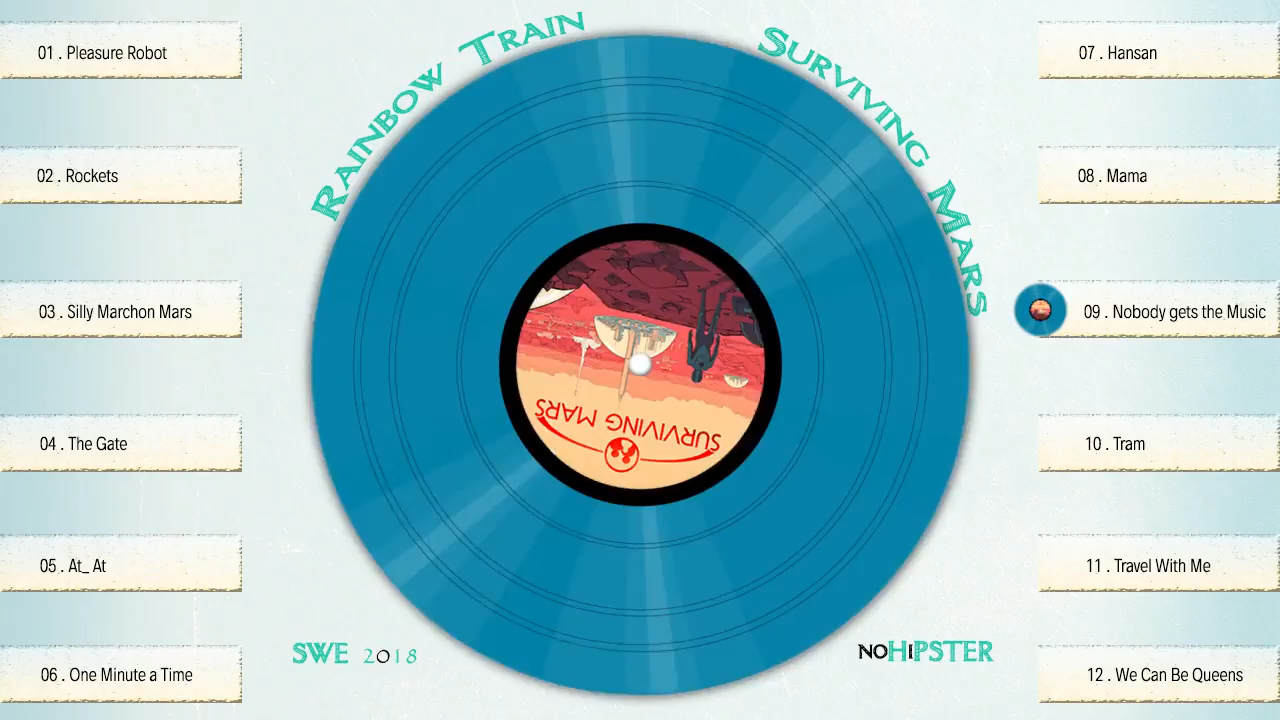 RAINBOW TRAIN
SURVIVING MARS
01 . Pleasure Robot
02 . Rockets
03 . Silly Marchon Mars
04 . The Gate
05 . At_ At
06 . One Minute a Time
07 . Hansan
08 . Mama
09 . Nobody gets the Music
10 . Tram
11 . Travel With Me
12 . We Can Be Queens
SURVIVING MARS
SWE 2018
NOHiPSTER